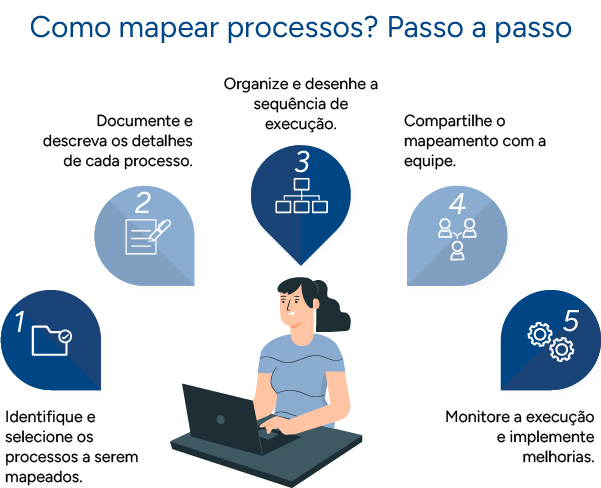 Como mapear processos? Passo a passo
1
Identifique e
selecione os
processos a serem
mapeados.
2
Documente e
descreva os detalhes
de cada processo.
3
Organize e desenhe a
sequência de
execução.
4
Compartilhe o
mapeamento com a
equipe.
5
Monitore a execução
e implemente
melhorias.